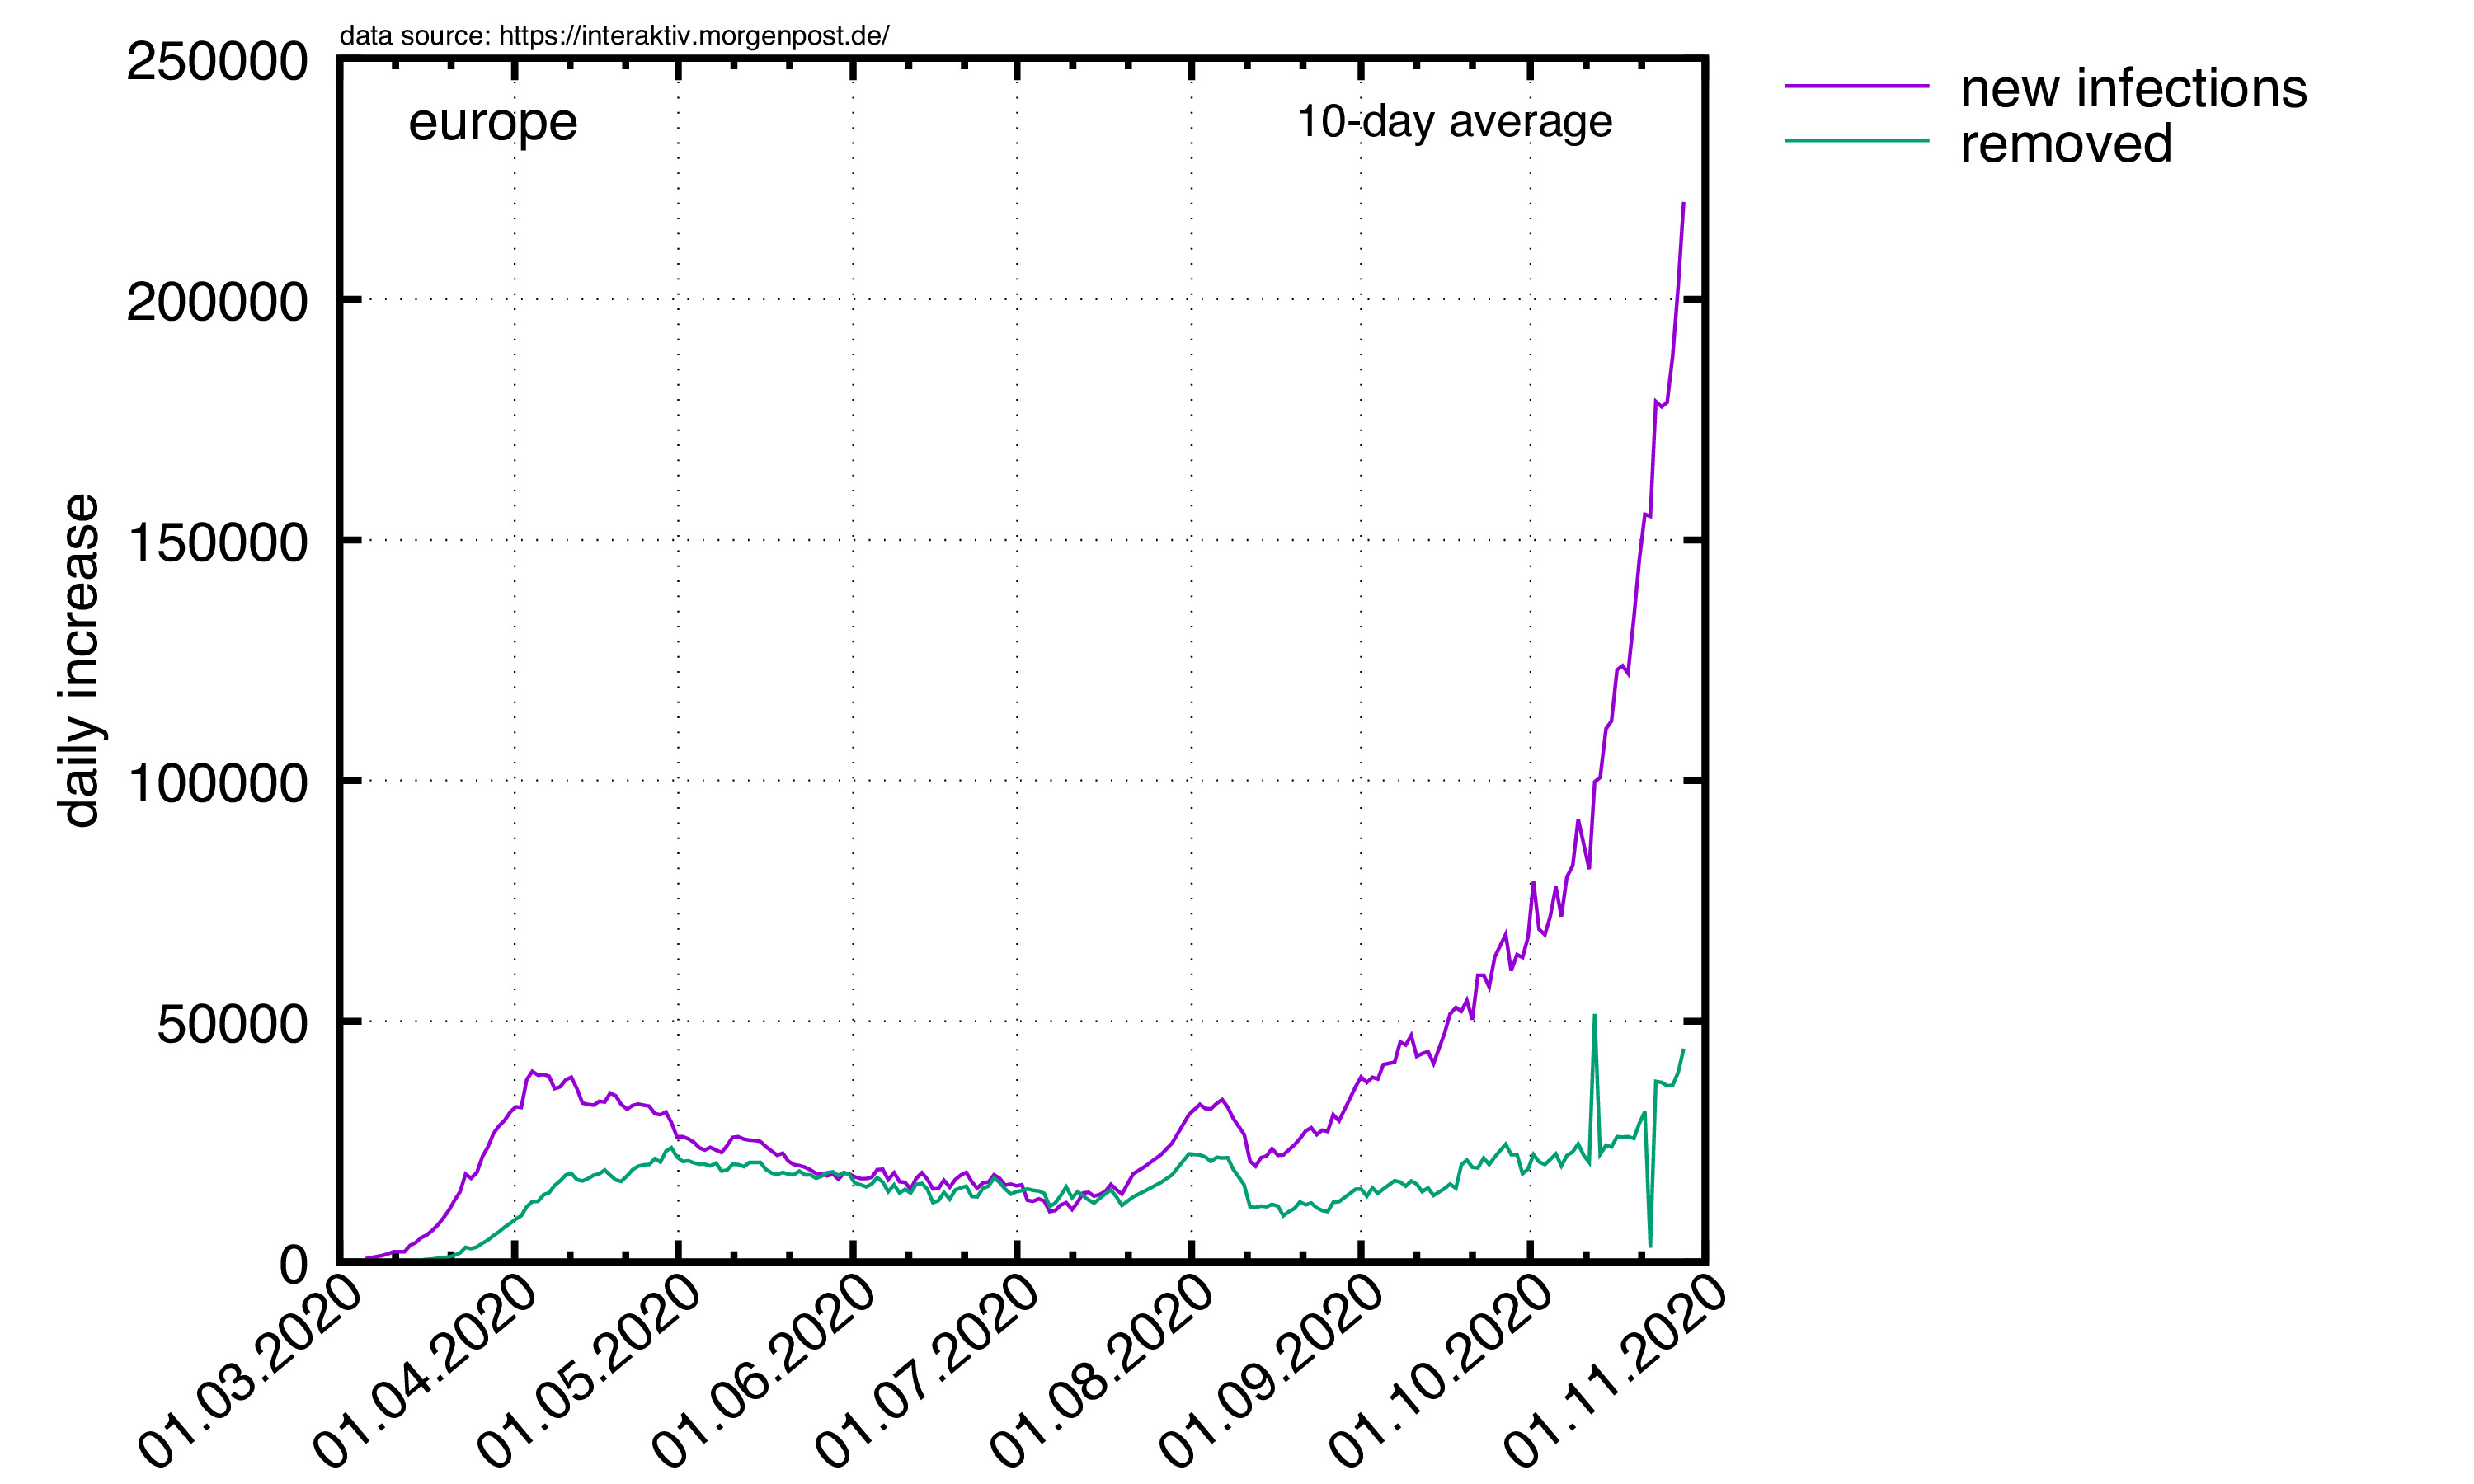 data source: https://interaktiv.morgenpost.de/
europe
10-day average
new infections
removed
daily increase
250000
200000
150000
100000
50000
0
01.03.2020
01.04.2020
01.05.2020
01.06.2020
01.07.2020
01.08.2020
01.09.2020
01.10.2020
01.11.2020